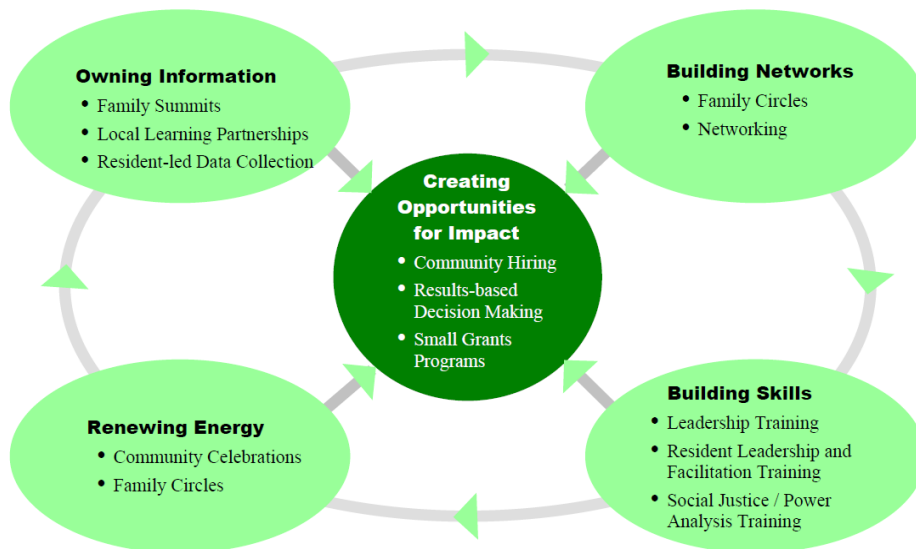 Owning Information
• Family Summits
• Local Learning Partnerships
• Resident-led Data Collection
Building Networks
• Family Circles
• Networking
Creating
Opportunities
for Impact
• Community Hiring
• Results-based
Decision Making
• Small Grants
Programs
Renewing Energy
• Community Celebrations
• Family Circles
Building Skills
• Leadership Training
• Resident Leadership and
Facilitation Training
• Social Justice / Power
Analysis Training